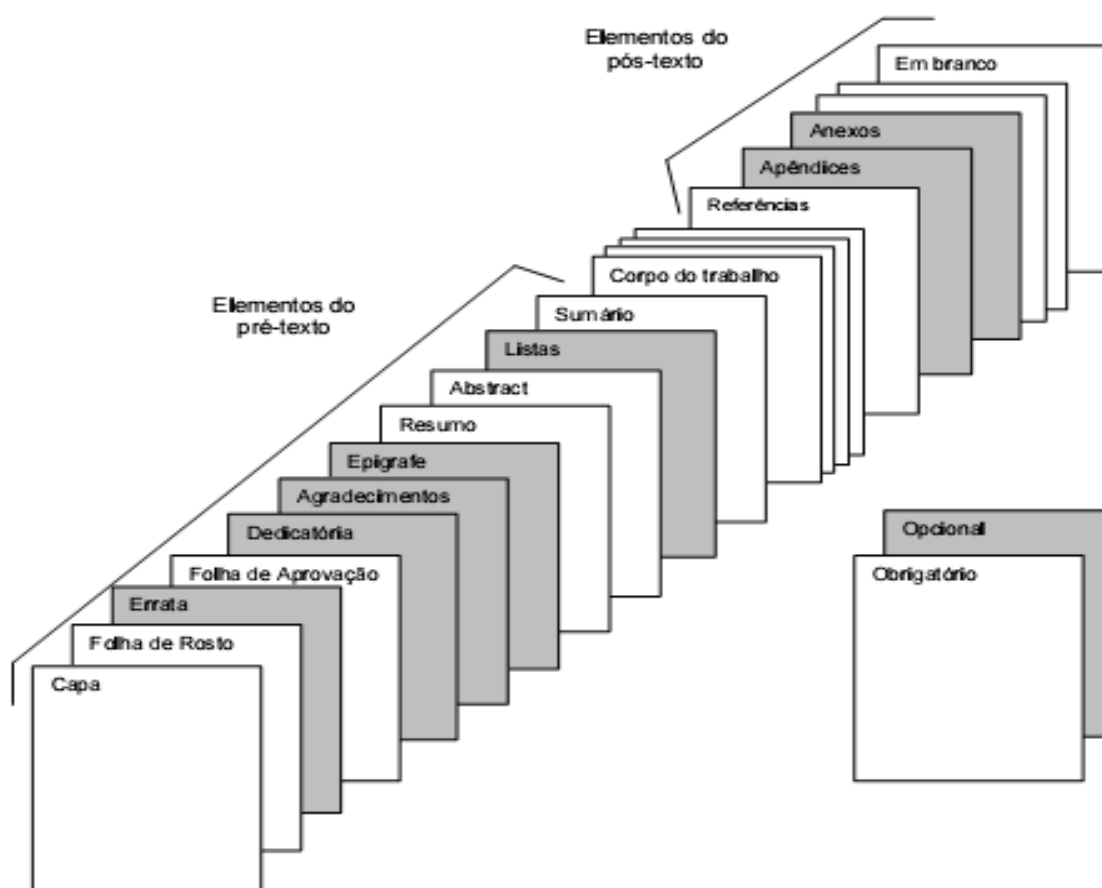 Elementos do
pós-texto
Em branco
Anexos
Apêndices
Referências
Corpo do trabalho
Elementos do
pré-texto
Sumário
Listas
Abstract
Resumo
Epígrafe
Agradecimentos
Dedicatória
Folha de Aprovação
Errata
Folha de Rosto
Capa
Opcional
Obrigatório